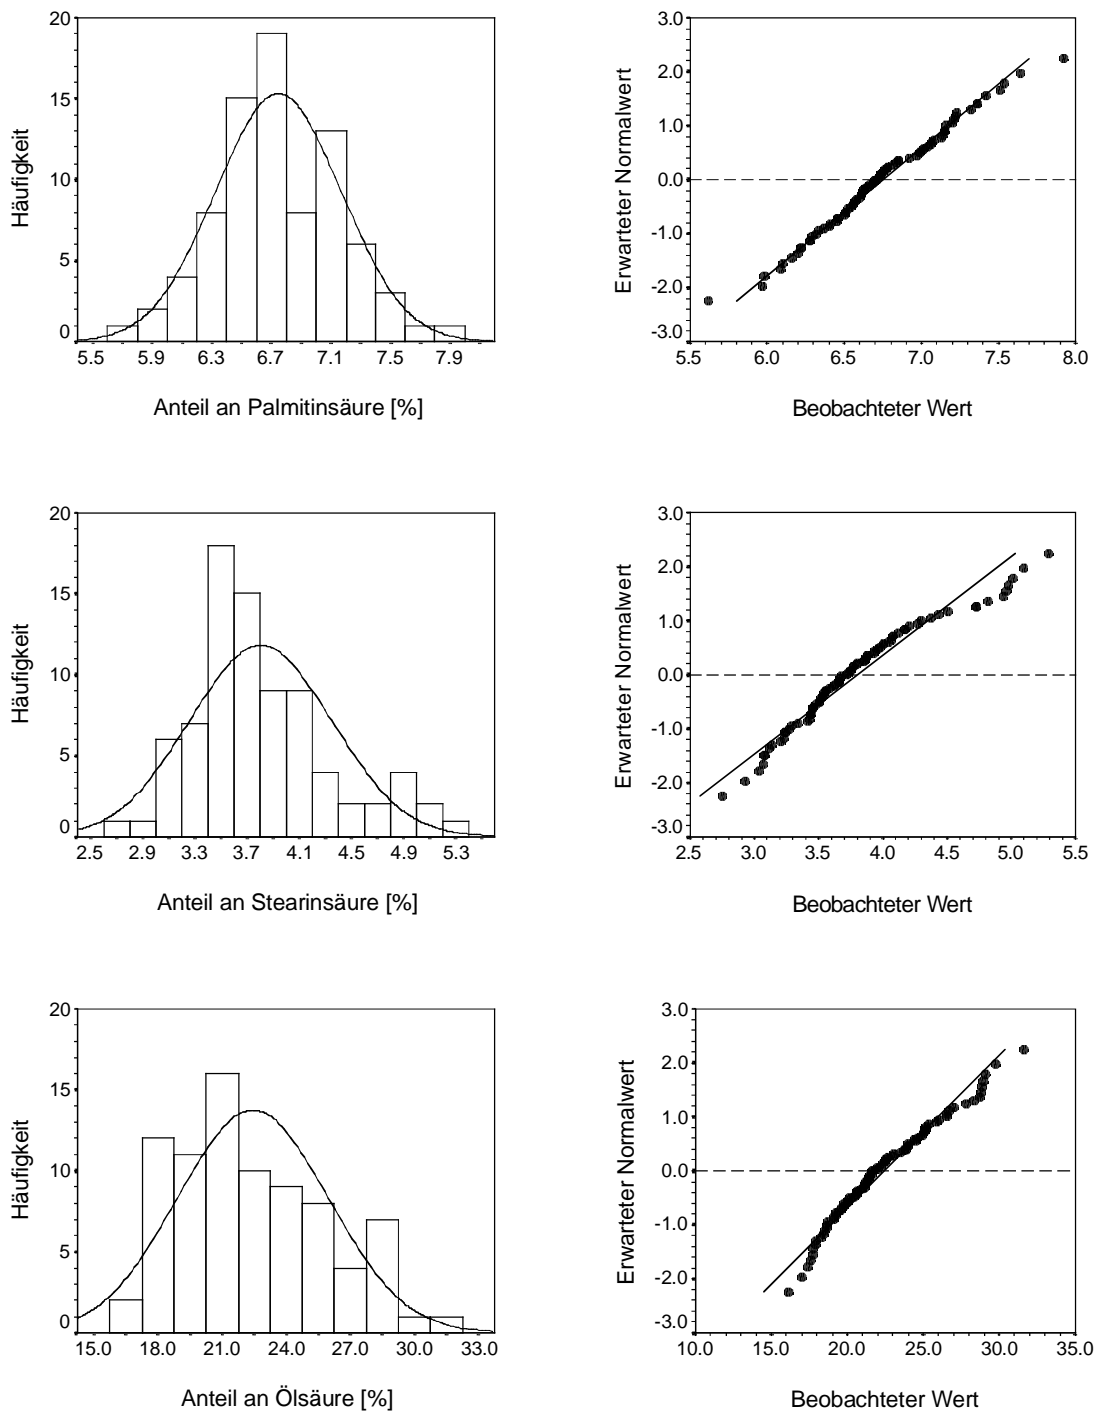 20
15
10
5
0
Häufigkeit
5.5 5.9 6.3 6.7 7.1 7.5 7.9
Anteil an Palmitinsäure [%]
3.0
2.0
1.0
0.0
-1.0
-2.0
-3.0
Erwarteter Normalwert
5.5 6.0 6.5 7.0 7.5 8.0
Beobachteter Wert
20
15
10
5
0
Häufigkeit
2.5 2.9 3.3 3.7 4.1 4.5 4.9 5.3
Anteil an Stearinsäure [%]
3.0
2.0
1.0
0.0
-1.0
-2.0
-3.0
Erwarteter Normalwert
2.5 3.0 3.5 4.0 4.5 5.0 5.5
Beobachteter Wert
20
15
10
5
0
Häufigkeit
15.0 18.0 21.0 24.0 27.0 30.0 33.0
Anteil an Ölsäure [%]
3.0
2.0
1.0
0.0
-1.0
-2.0
-3.0
Erwarteter Normalwert
10.0 15.0 20.0 25.0 30.0 35.0
Beobachteter Wert